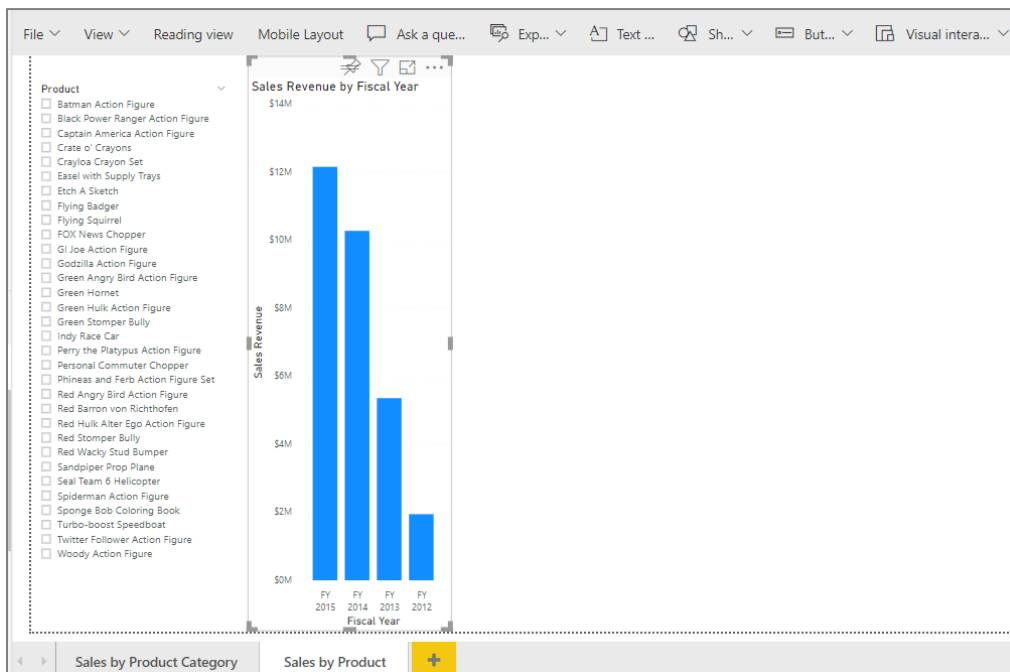 File View Reading view Mobile Layout Ask a que... Exp... Text ... Sh... But... Visual intera...
Product
Batman Action Figure
Black Power Ranger Action Figure
Captain America Action Figure
Crate o' Crayons
Crayloa Crayon Set
Easel with Supply Trays
Etch A Sketch
Flying Badger
Flying Squirrel
FOX News Chopper
GI Joe Action Figure
Godzilla Action Figure
Green Angry Bird Action Figure
Green Hornet
Green Hulk Action Figure
Green Stomper Bully
Indy Race Car
Perry the Platypus Action Figure
Personal Commuter Chopper
Phineas and Ferb Action Figure Set
Red Angry Bird Action Figure
Red Barron von Richthofen
Red Hulk Alter Ego Action Figure
Red Stomper Bully
Red Wacky Stud Bumper
Sandpiper Prop Plane
Seal Team 6 Helicopter
Spiderman Action Figure
Sponge Bob Coloring Book
Turbo-boost Speedboat
Twitter Follower Action Figure
Woody Action Figure
Sales Revenue by Fiscal Year
$14M
$12M
$10M
$8M
$6M
$4M
$2M
$0M
Sales Revenue
FY 2015
FY 2014
FY 2013
FY 2012
Fiscal Year
Sales by Product Category
Sales by Product